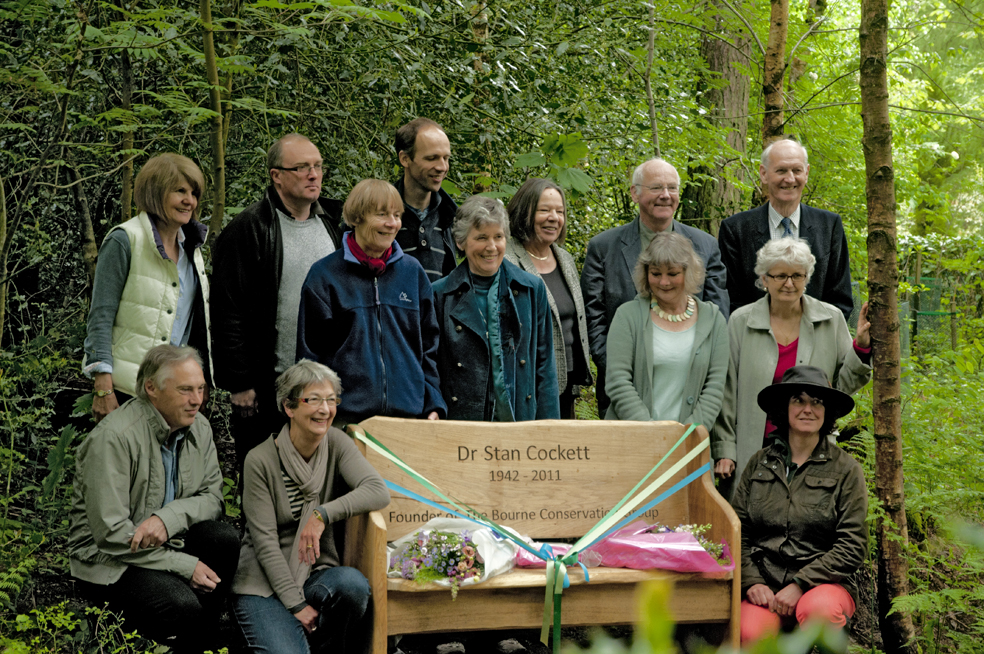 Dr Stan Cockett
1942 - 2011
Founder of The Bourne Conservation Group